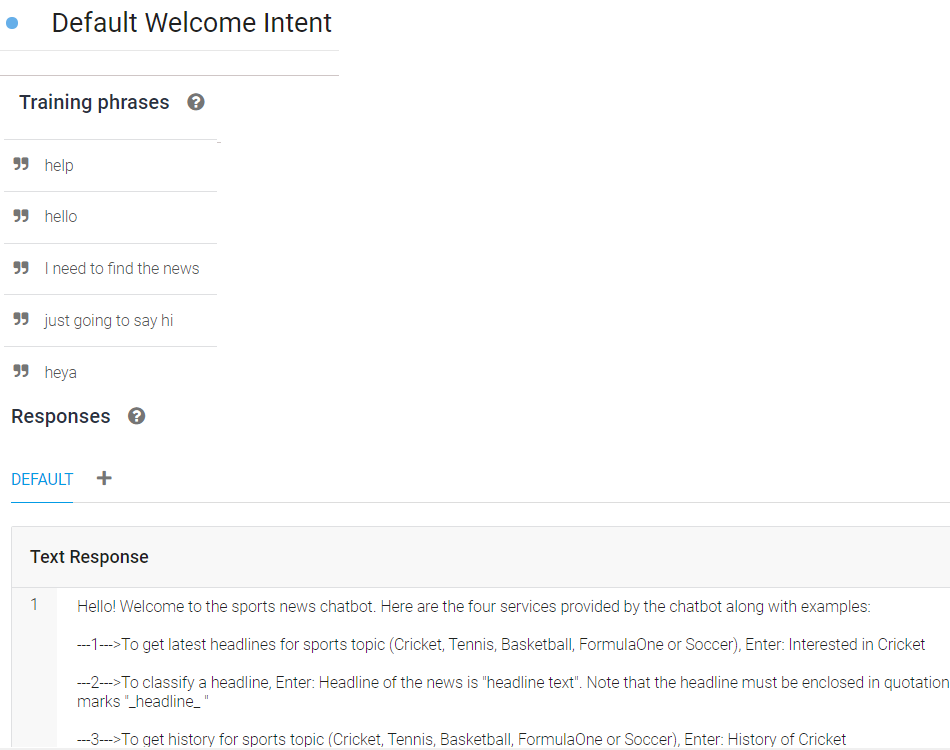 Default Welcome Intent
Training phrases ?
❞ help
❞ hello
❞ I need to find the news
❞ just going to say hi
❞ heya
Responses ?
DEFAULT +
Text Response
1 Hello! Welcome to the sports news chatbot. Here are the four services provided by the chatbot along with examples:
---1--->To get latest headlines for sports topic (Cricket, Tennis, Basketball, FormulaOne or Soccer), Enter: Interested in Cricket
---2--->To classify a headline, Enter: Headline of the news is "headline text". Note that the headline must be enclosed in quotation
marks "_headline_ "
---3--->To get history for sports topic (Cricket, Tennis, Basketball, FormulaOne or Soccer), Enter: History of Cricket